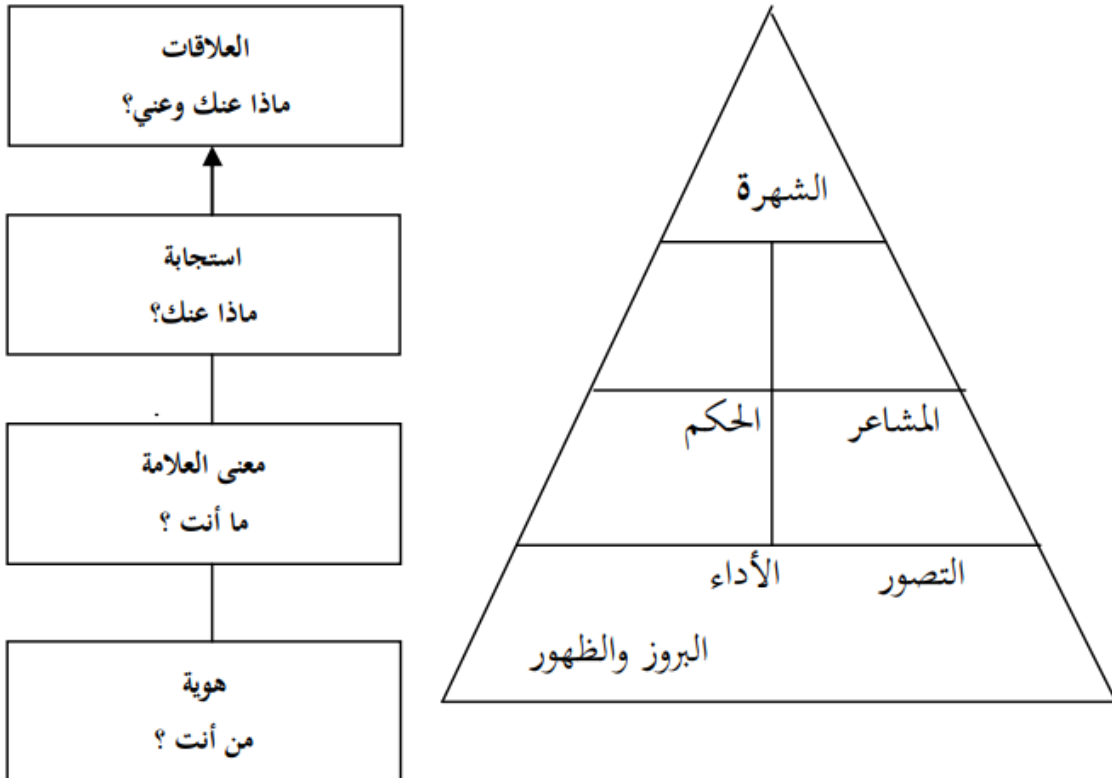 العلاقات
ماذا عنك وعني؟
استجابة
ماذا عنك؟
معنى العلامة
ما أنت ؟
هوية
من أنت ؟
الشهرة
المشاعر الحكم
التصور الأداء
البروز والظهور